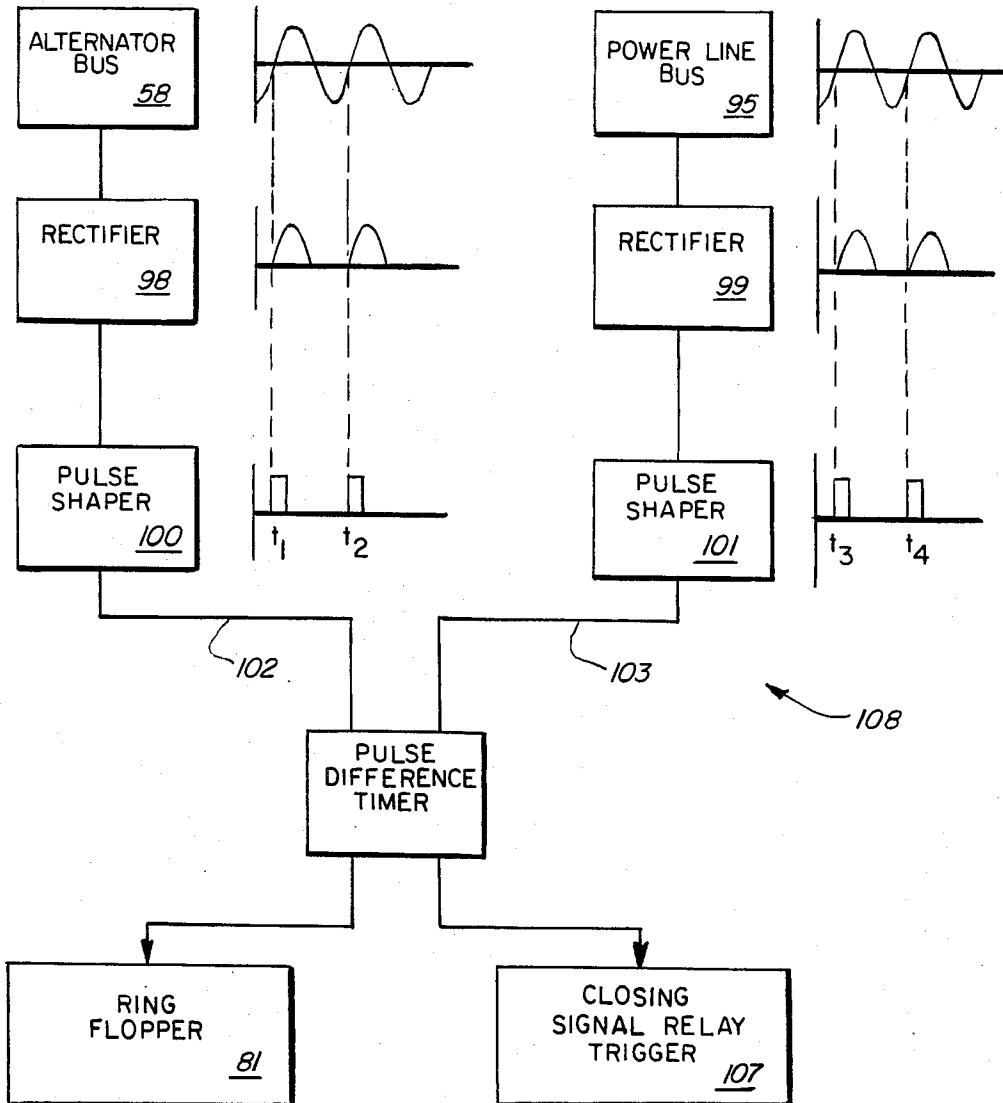 ALTERNATOR
BUS
58
POWER LINE
BUS
95
RECTIFIER
98
RECTIFIER
99
PULSE
SHAPER
100
t1
t2
PULSE
SHAPER
101
t3
t4
102
103
108
PULSE
DIFFERENCE
TIMER
RING
FLOPPER
81
CLOSING
SIGNAL RELAY
TRIGGER
107